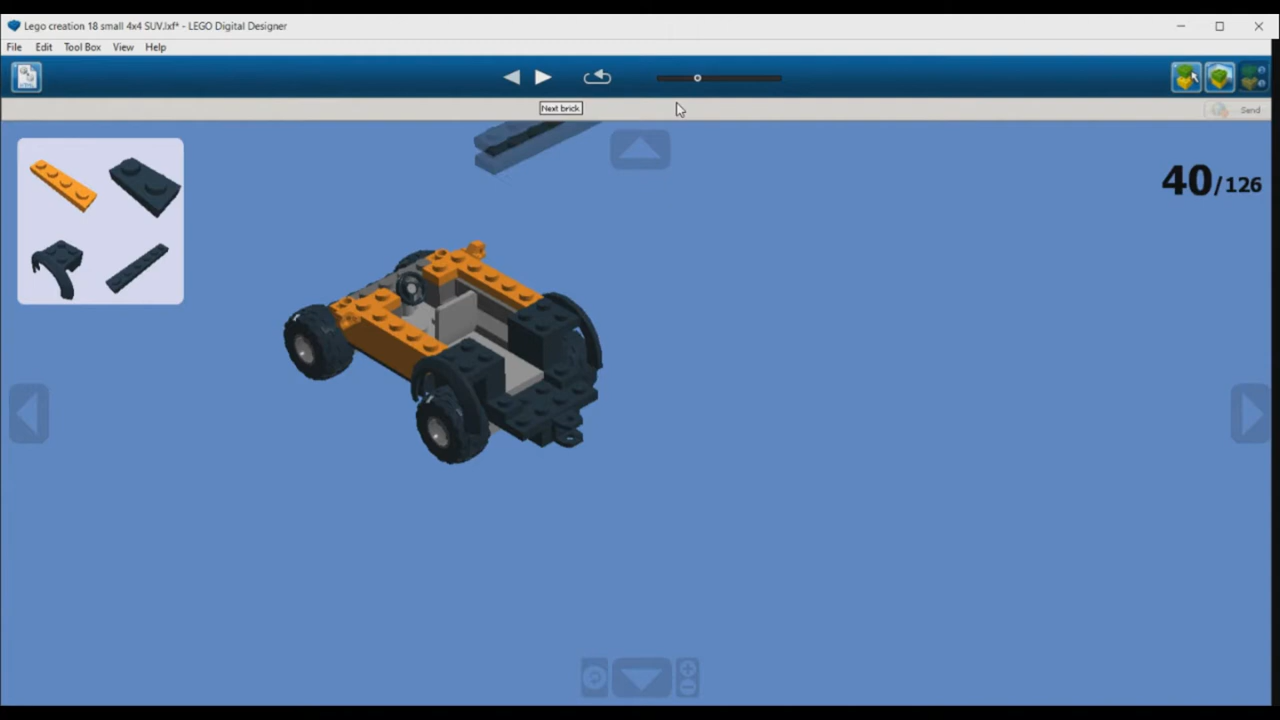 Lego creation 18 small 4x4 SUV.lxf* - LEGO Digital Designer
File Edit Tool Box View Help
Next brick
Send
40/126